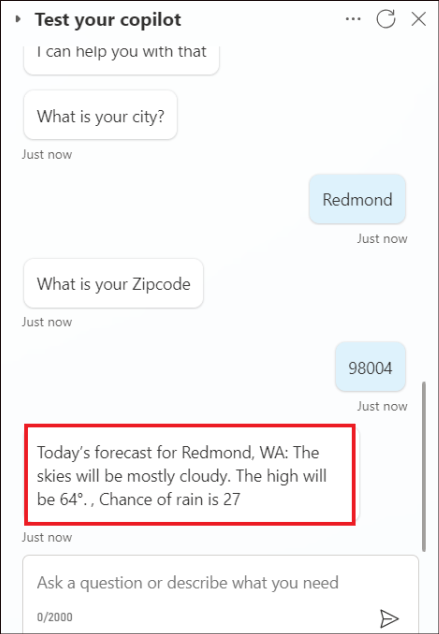 Test your copilot
I can help you with that
What is your city?
Just now
Redmond
Just now
What is your Zipcode
Just now
98004
Just now
Today's forecast for Redmond, WA: The
skies will be mostly cloudy. The high will
be 64°. , Chance of rain is 27
Just now
Ask a question or describe what you need
0/2000